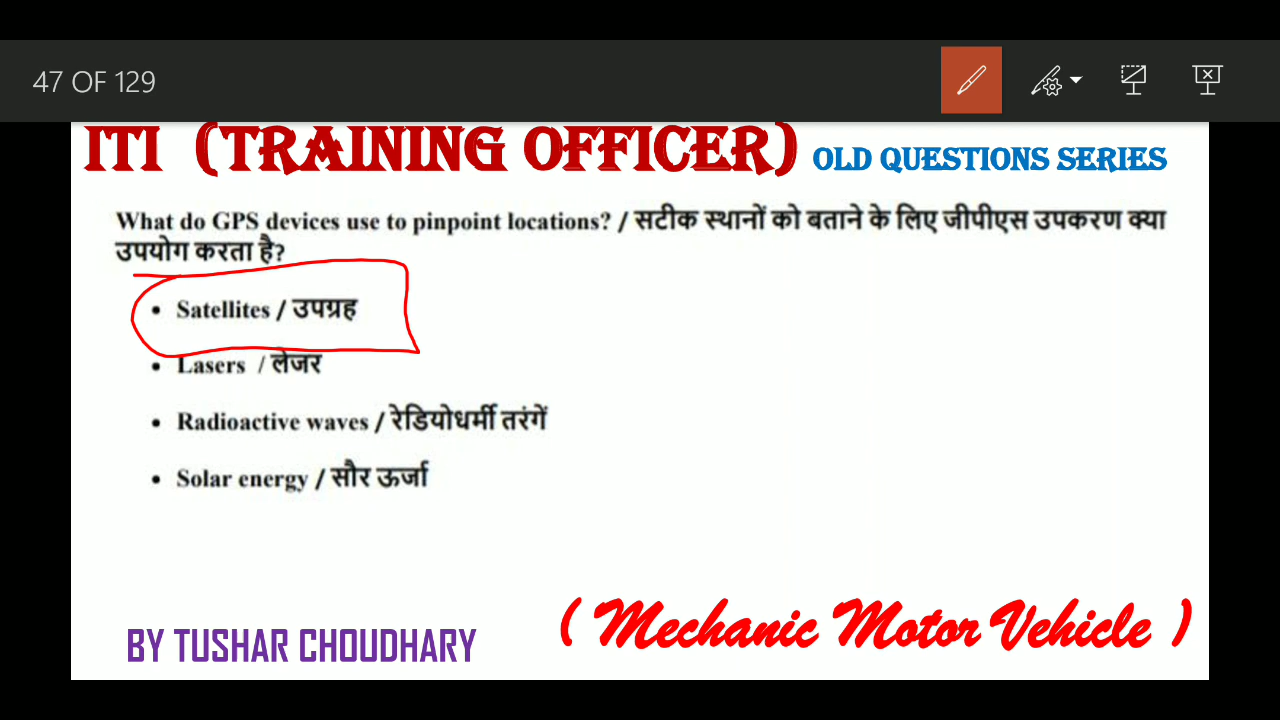 47 OF 129
ITI (TRAINING OFFICER) OLD QUESTIONS SERIES
What do GPS devices use to pinpoint locations? / सटीक स्थानों को बताने के लिए जीपीएस उपकरण क्या
उपयोग करता है?
• Satellites / उपग्रह
• Lasers / लेजर
• Radioactive waves / रेडियोधर्मी तरंगें
• Solar energy / सौर ऊर्जा
BY TUSHAR CHOUDHARY
( Mechanic Motor Vehicle )